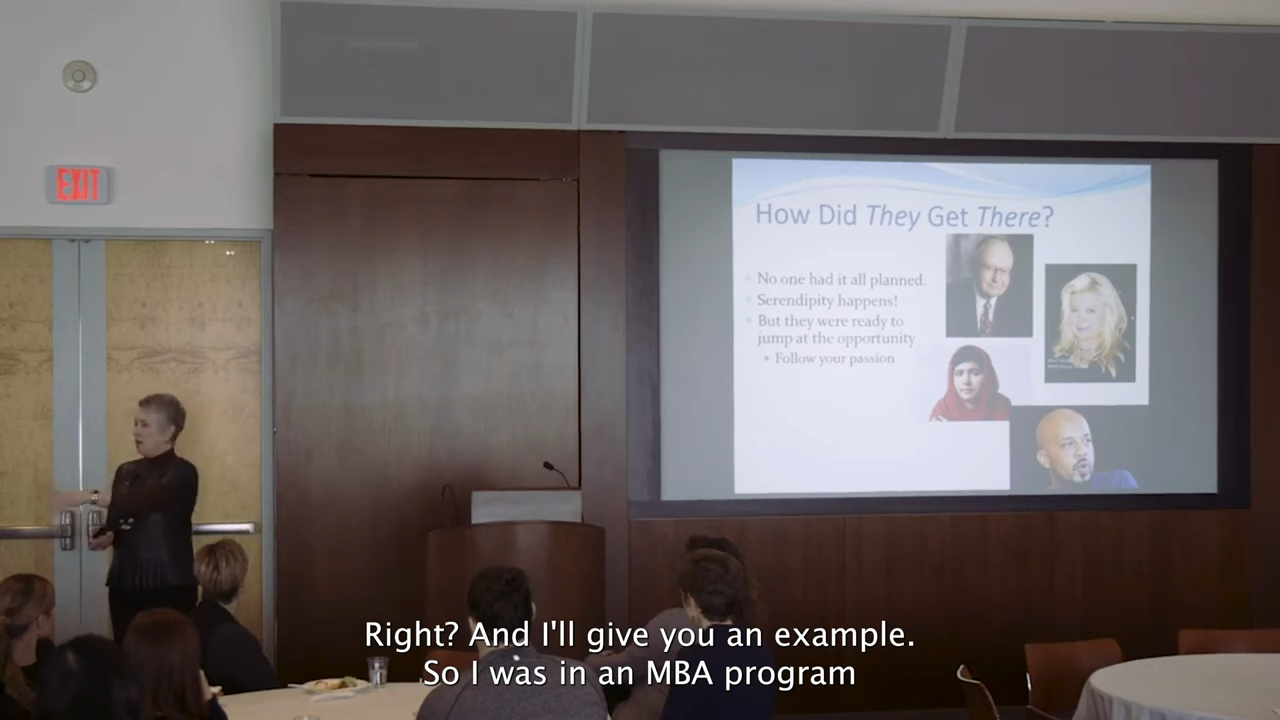 EXIT
How Did They Get There?
No one had it all planned.
Serendipity happens!
But they were ready to
jump at the opportunity
Follow your passion
Right? And I'll give you an example.
So I was in an MBA program